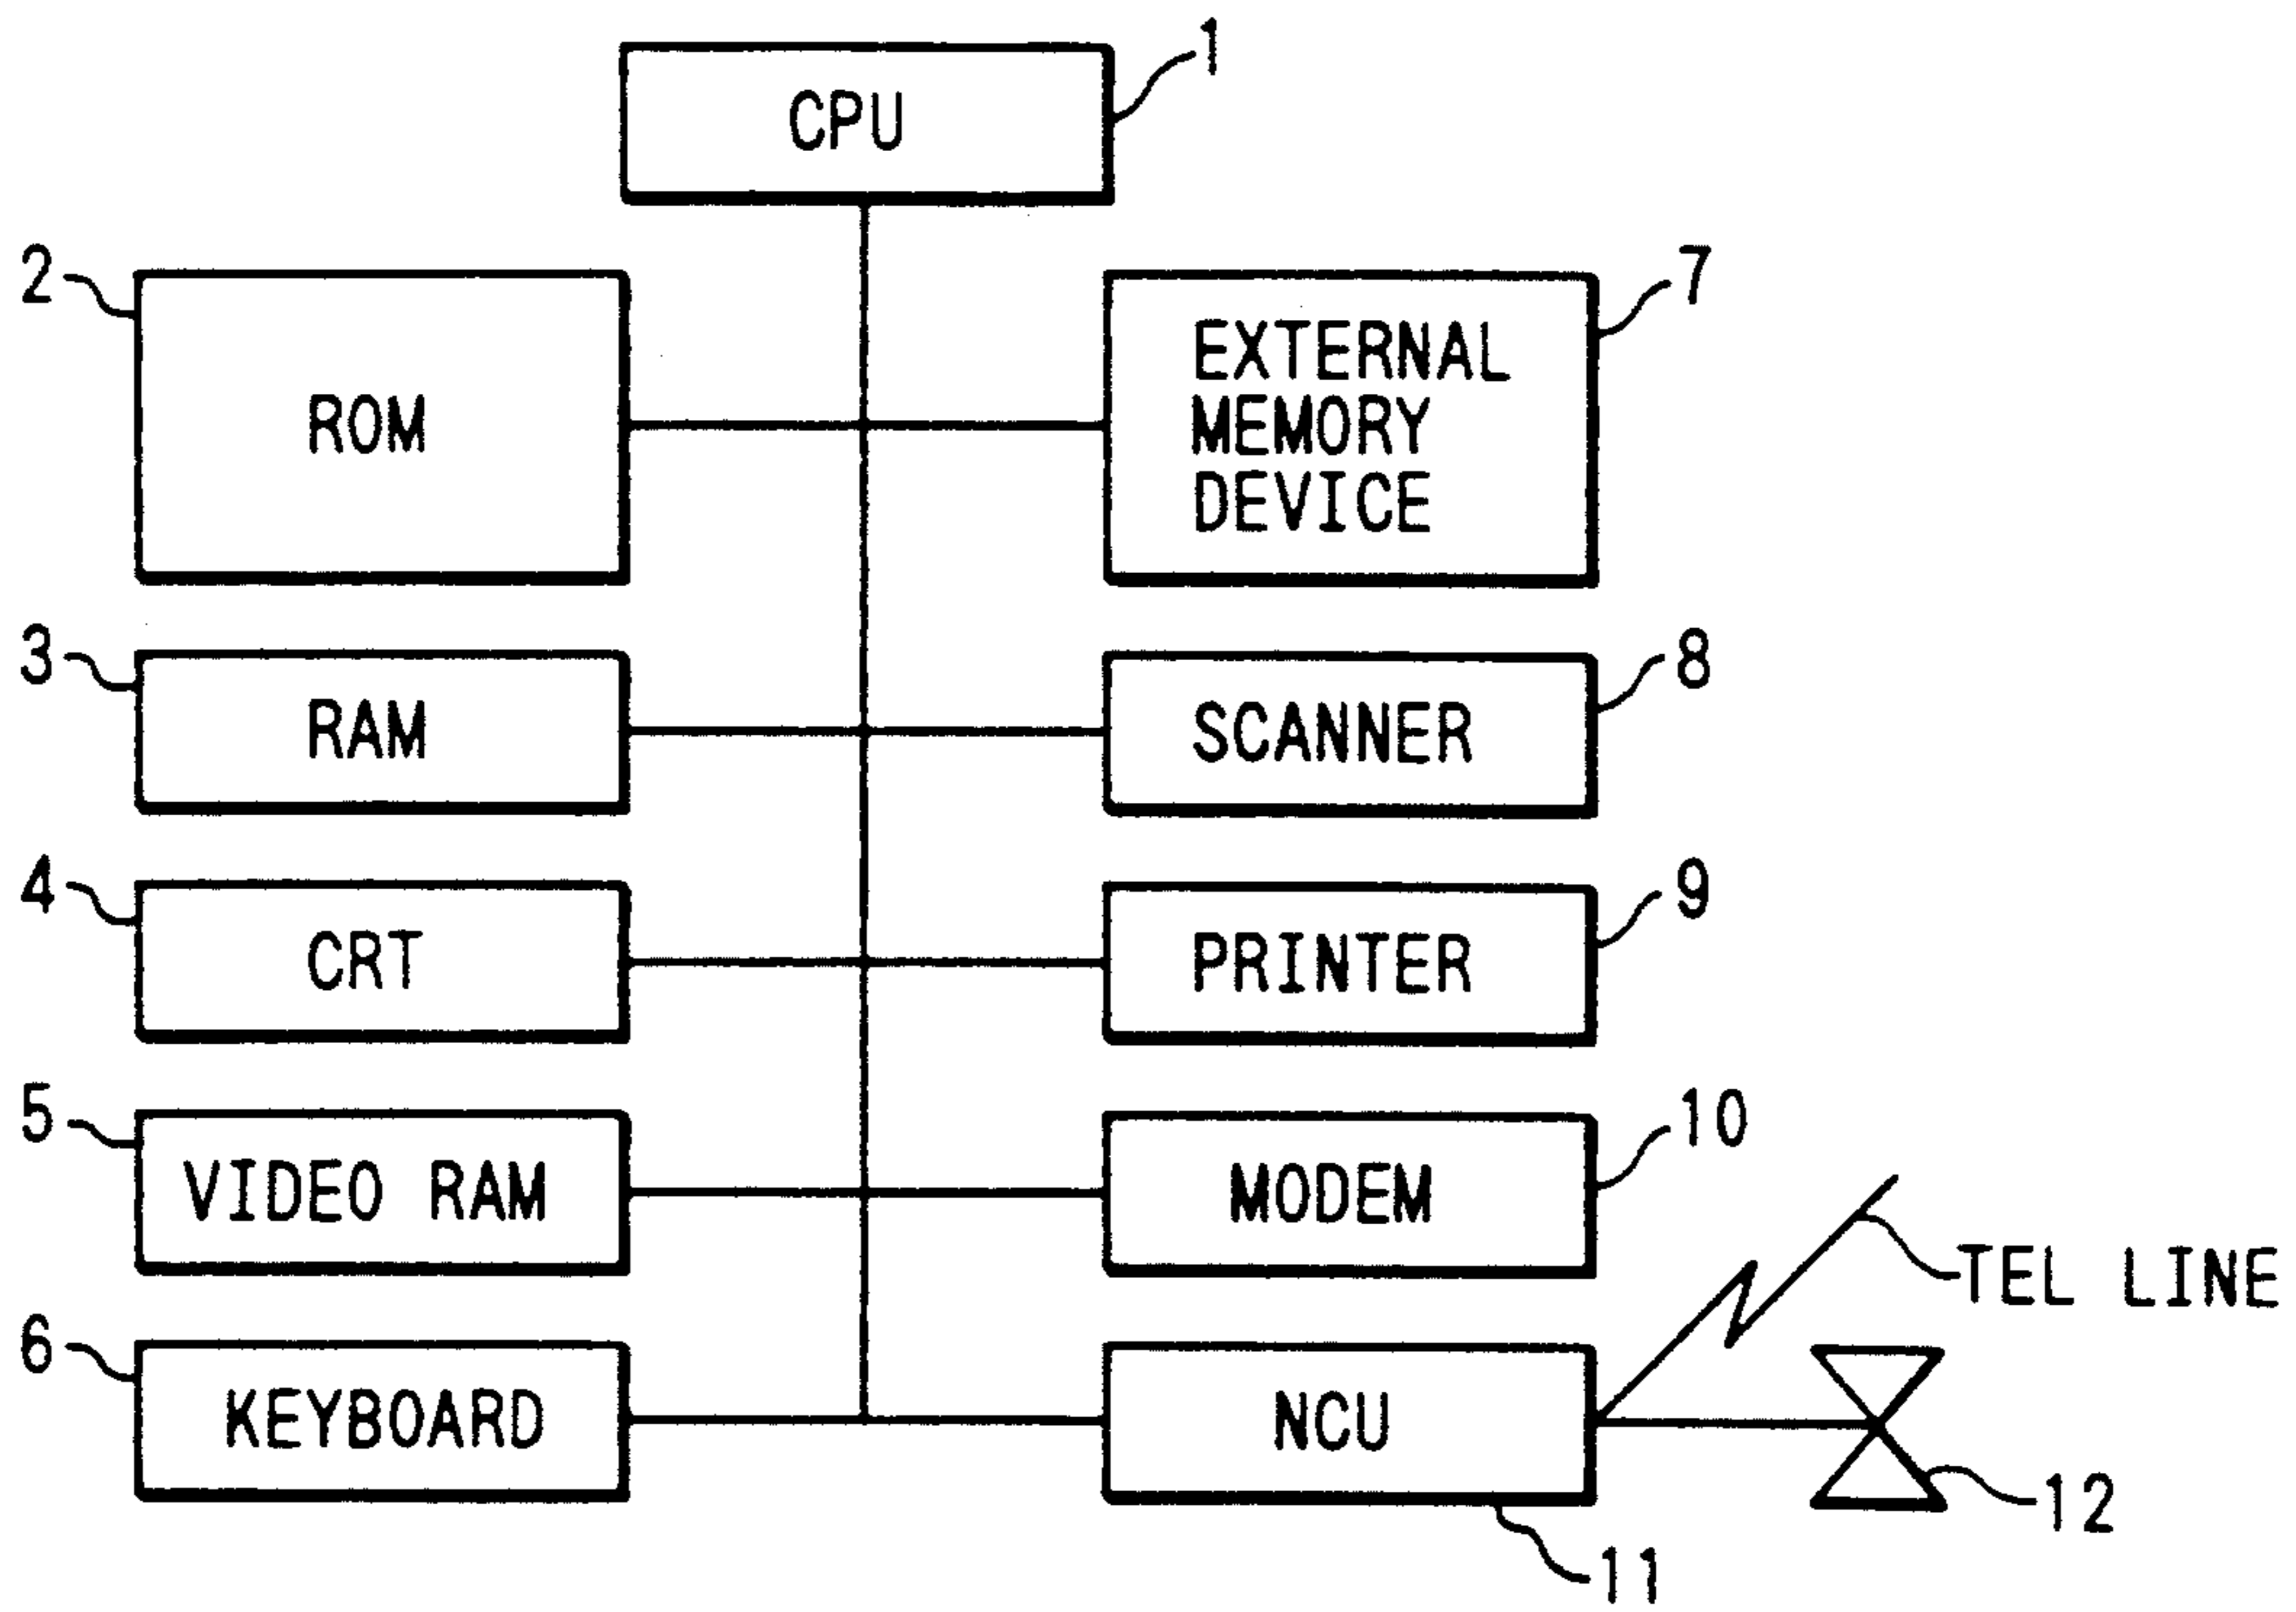 1
CPU
2
ROM
7
EXTERNAL
MEMORY
DEVICE
3
RAM
8
SCANNER
4
CRT
9
PRINTER
5
VIDEO RAM
10
MODEM
TEL LINE
6
KEYBOARD
NCU
12
11